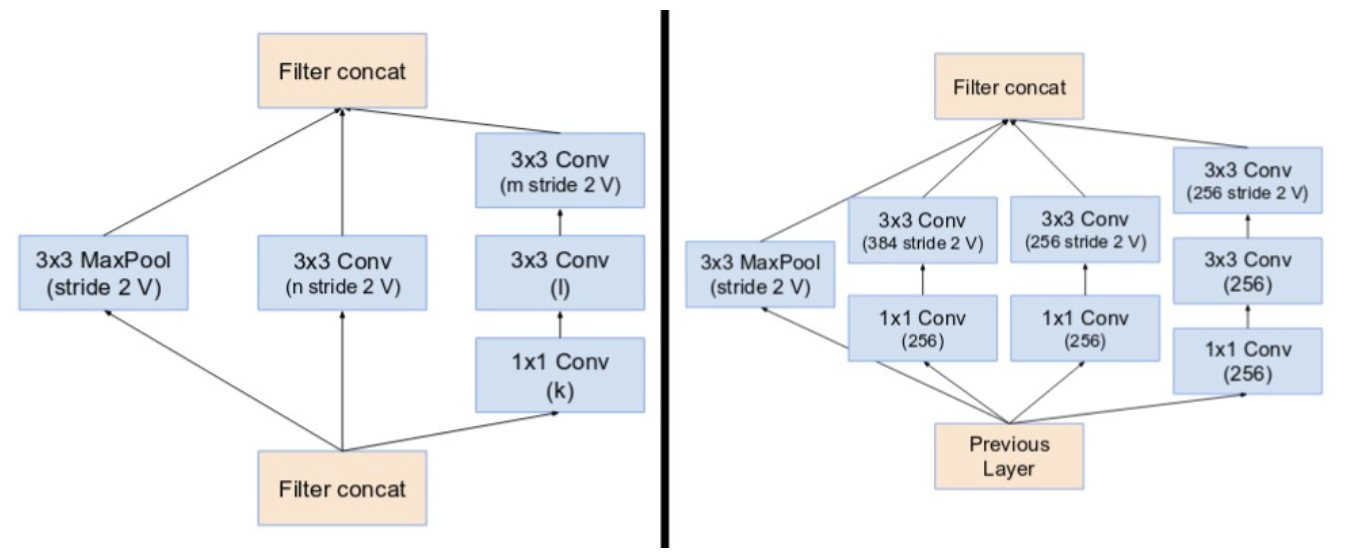 Filter concat
3x3 Conv
(m stride 2 V)
3x3 MaxPool
(stride 2 V)
3x3 Conv
(n stride 2 V)
3x3 Conv
(l)
1x1 Conv
(k)
Filter concat
Filter concat
3x3 Conv
(256 stride 2 V)
3x3 MaxPool
(stride 2 V)
3x3 Conv
(384 stride 2 V)
3x3 Conv
(256 stride 2 V)
3x3 Conv
(256)
1x1 Conv
(256)
1x1 Conv
(256)
1x1 Conv
(256)
Previous
Layer